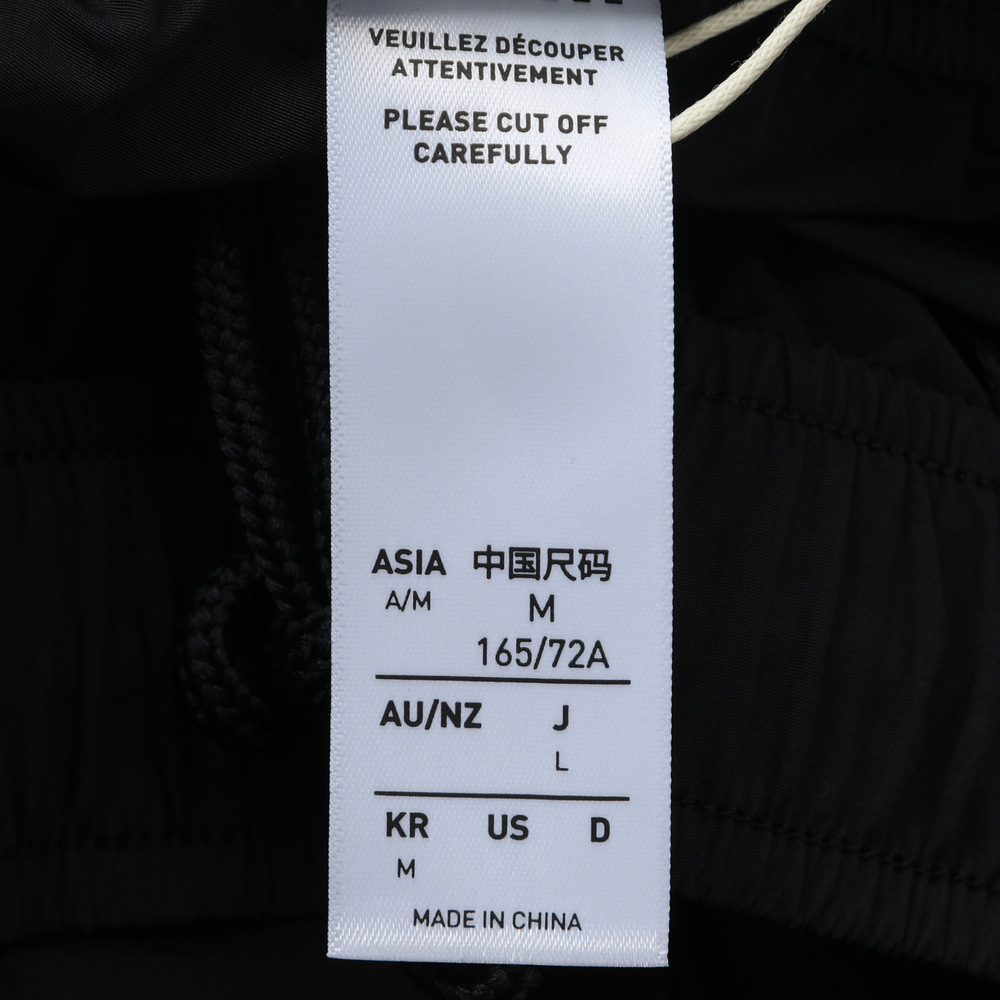 VEUILLEZ DÉCOUPER
ATTENTIVEMENT
PLEASE CUT OFF
CAREFULLY
ASIA 中国尺码
A/M M
165/72A
AU/NZ J
L
KR US D
M
MADE IN CHINA